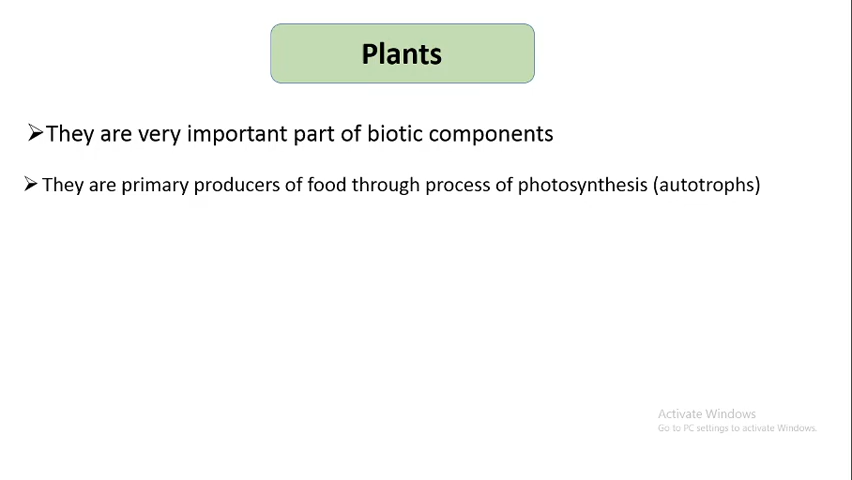 Plants
➢They are very important part of biotic components
➢They are primary producers of food through process of photosynthesis (autotrophs)
Activate Windows
Go to PC settings to activate Windows.